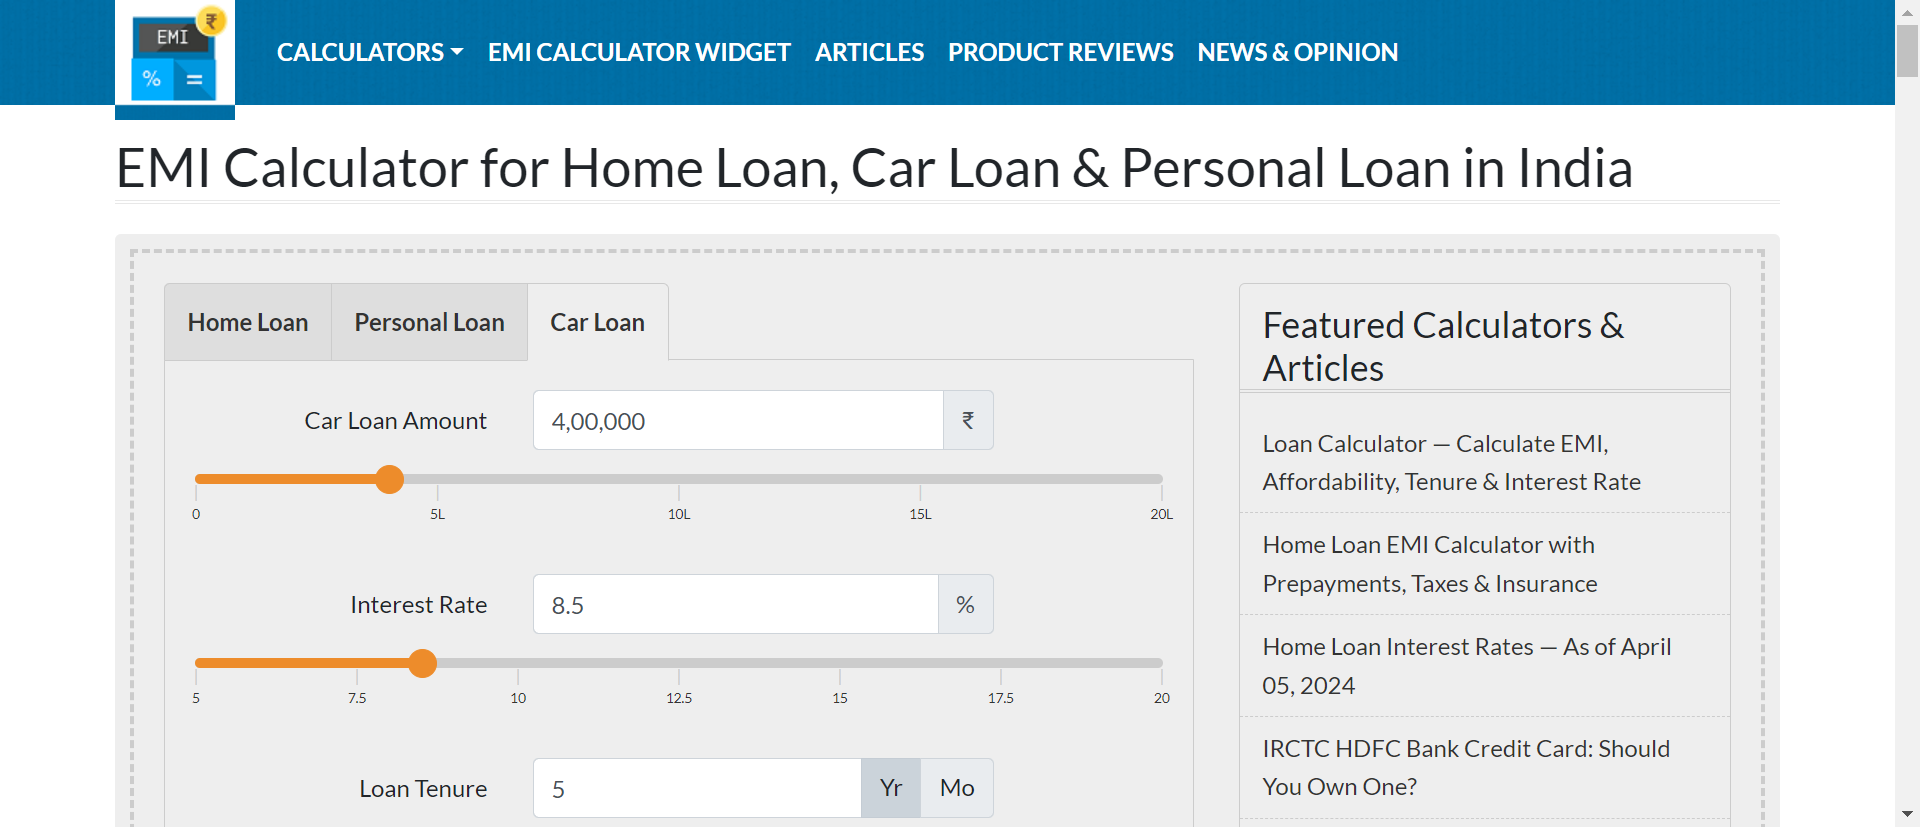 EMI
₹
%
=
CALCULATORS EMI CALCULATOR WIDGET ARTICLES PRODUCT REVIEWS NEWS & OPINION
EMI Calculator for Home Loan, Car Loan & Personal Loan in India
Home Loan Personal Loan Car Loan
Car Loan Amount 4,00,000 ₹
0 5L 10L 15L 20L
Interest Rate 8.5 %
5 7.5 10 12.5 15 17.5 20
Loan Tenure 5 Yr Mo
Featured Calculators &
Articles
Loan Calculator — Calculate EMI,
Affordability, Tenure & Interest Rate
Home Loan EMI Calculator with
Prepayments, Taxes & Insurance
Home Loan Interest Rates — As of April
05, 2024
IRCTC HDFC Bank Credit Card: Should
You Own One?